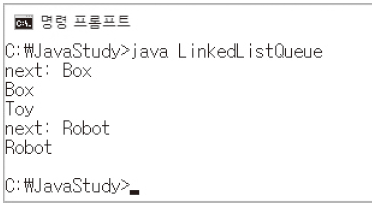 명령 프롬프트
C:₩JavaStudy>java LinkedListQueue
next: Box
Box
Toy
next: Robot
Robot
C:₩JavaStudy>_